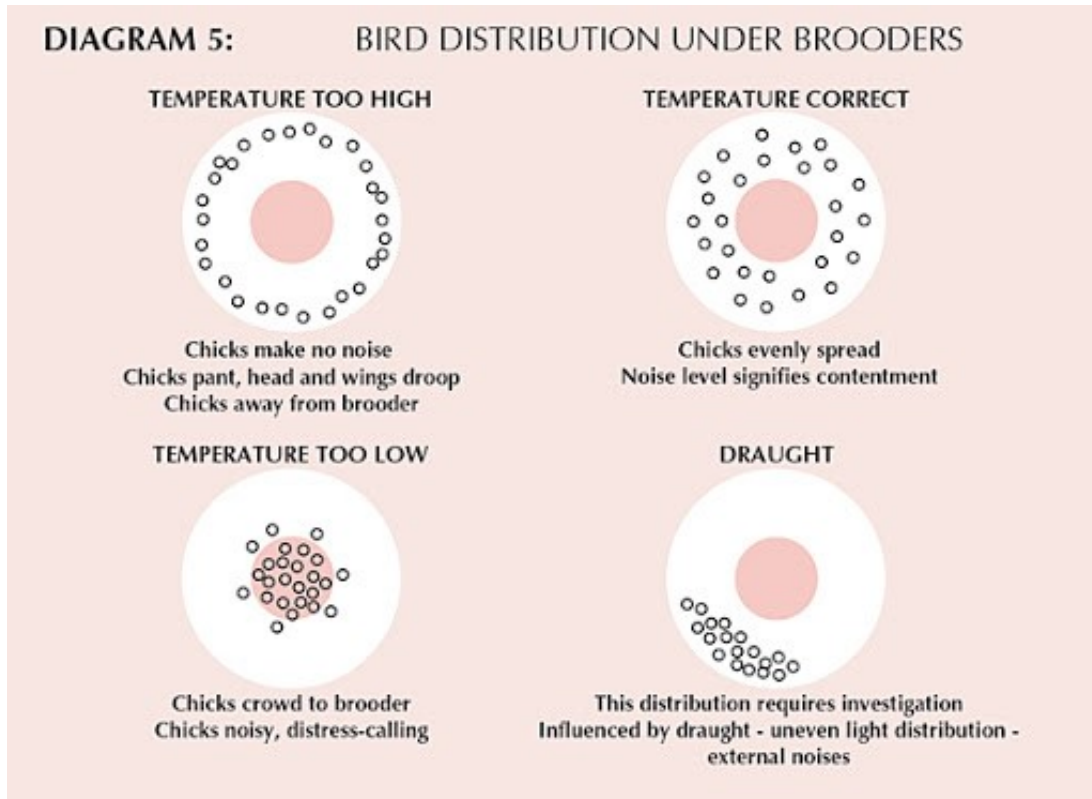 DIAGRAM 5: BIRD DISTRIBUTION UNDER BROODERS
TEMPERATURE TOO HIGH
Chicks make no noise
Chicks pant, head and wings droop
Chicks away from brooder
TEMPERATURE CORRECT
Chicks evenly spread
Noise level signifies contentment
TEMPERATURE TOO LOW
Chicks crowd to brooder
Chicks noisy, distress-calling
DRAUGHT
This distribution requires investigation
Influenced by draught - uneven light distribution -
external noises